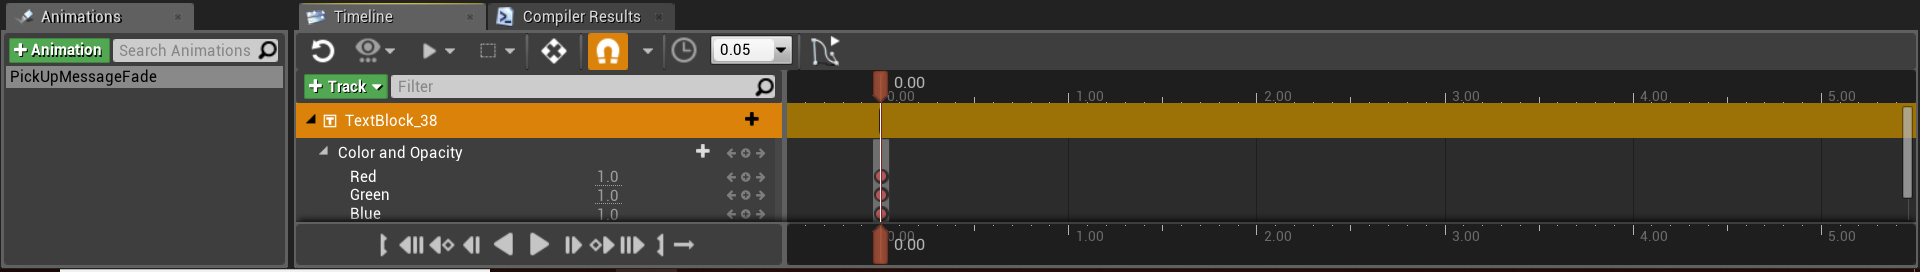 Animations
Timeline
Compiler Results
+ Animation
Search Animations
0.05
PickUpMessageFade
+ Track
Filter
0.00
0.00 1.00 2.00 3.00 4.00 5.00
TextBlock_38
Color and Opacity
Red 1.0
Green 1.0
Blue 1.0
0.00 1.00 2.00 3.00 4.00 5.00
0.00